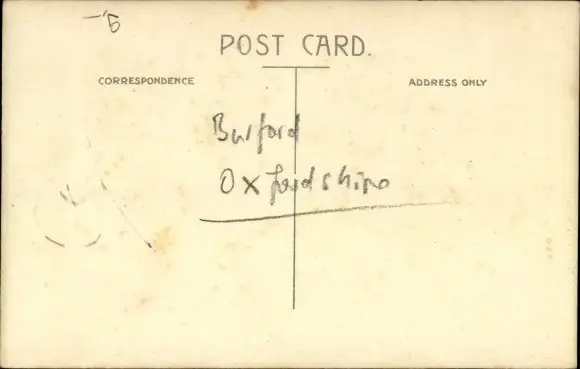 -'5
POST CARD.
CORRESPONDENCE
ADDRESS ONLY
Burford
Oxfordshire